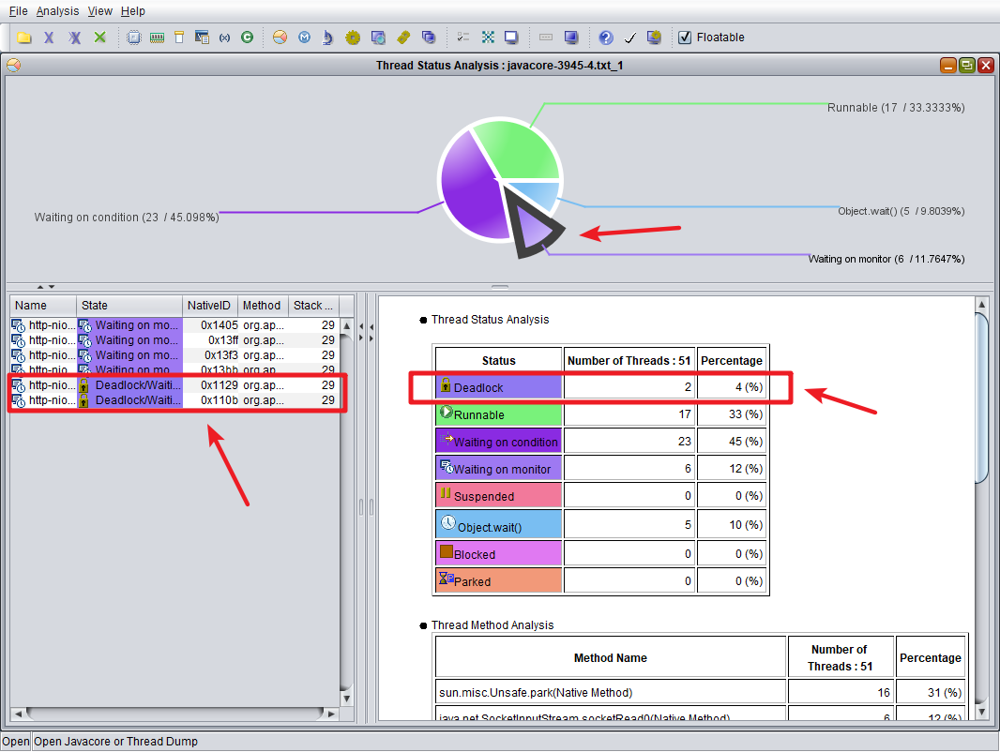 File Analysis View Help
Floatable
Thread Status Analysis : javacore-3945-4.txt_1
Runnable (17 / 33.3333%)
Object.wait() (5 / 9.8039%)
Waiting on condition (23 / 45.098%)
Waiting on monitor (6 / 11.7647%)
Name State NativeID Method Stack ...
http-nio... Waiting on mo... 0x1405 org.ap... 29
http-nio... Waiting on mo... 0x13ff org.ap... 29
http-nio... Waiting on mo... 0x13f3 org.ap... 29
http-nio... Waiting on mo... 0x13bb org.ap... 29
http-nio... Deadlock/Waiti... 0x1129 org.ap... 29
http-nio... Deadlock/Waiti... 0x110b org.ap... 29
Thread Status Analysis
Status Number of Threads : 51 Percentage
Deadlock 2 4 (%)
Runnable 17 33 (%)
Waiting on condition 23 45 (%)
Waiting on monitor 6 12 (%)
Suspended 0 0 (%)
Object.wait() 5 10 (%)
Blocked 0 0 (%)
Parked 0 0 (%)
Thread Method Analysis
Method Name Number of Threads : 51 Percentage
sun.misc.Unsafe.park(Native Method) 16 31 (%)
java.net.SocketInputStream.socketRead0(Native Method) 6 12 (%)
Open Open Javacore or Thread Dump